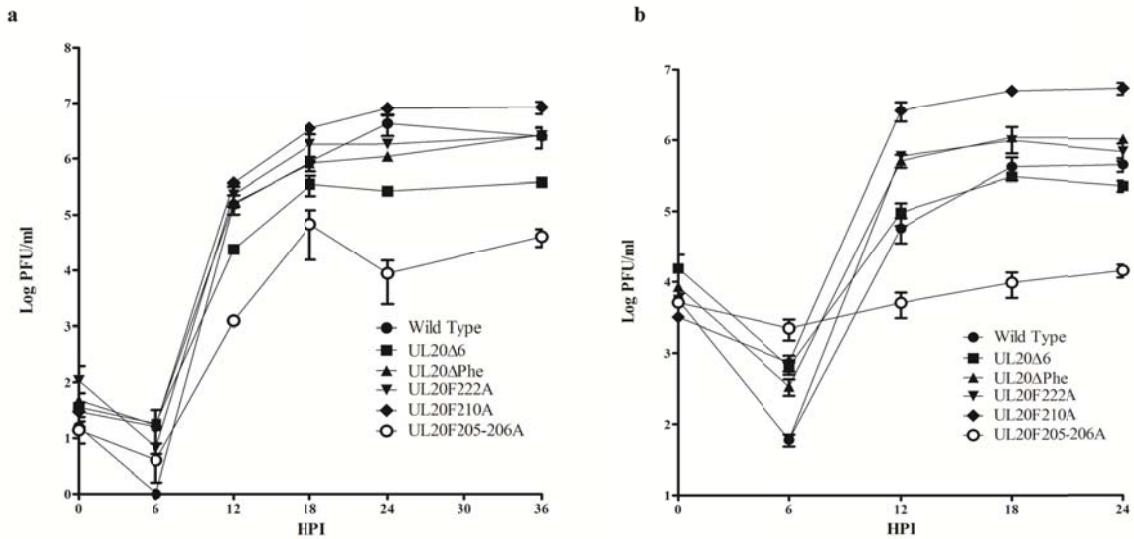 a
8
7
6
5
4
3
2
1
0
Log PFU/ml
0 6 12 18 24 30 36
HPI
Wild Type
UL20Δ6
UL20ΔPhe
UL20F222A
UL20F210A
UL20F205-206A
b
7
6
5
4
3
2
1
Log PFU/ml
0 6 12 18 24
HPI
Wild Type
UL20Δ6
UL20ΔPhe
UL20F222A
UL20F210A
UL20F205-206A